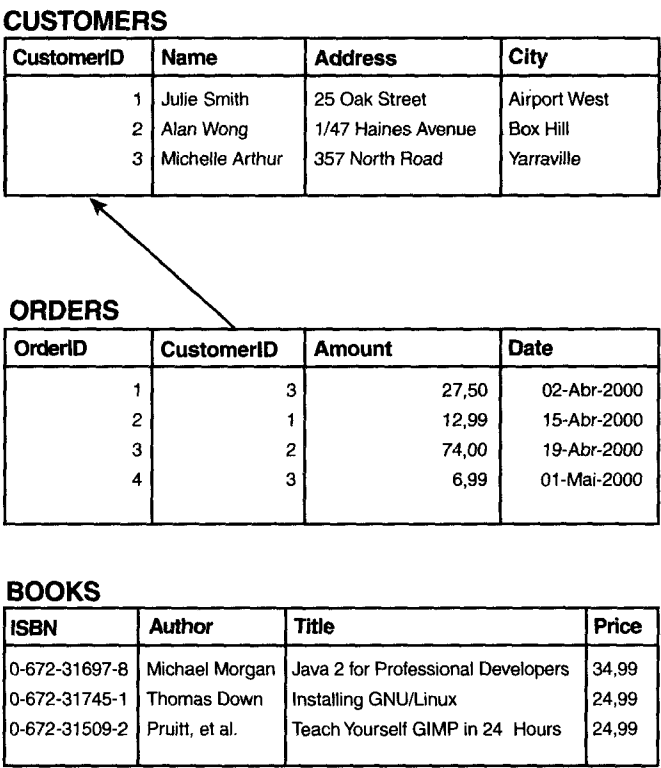 CUSTOMERS
CustomerID Name Address City
1 Julie Smith 25 Oak Street Airport West
2 Alan Wong 1/47 Haines Avenue Box Hill
3 Michelle Arthur 357 North Road Yarraville
ORDERS
OrderID CustomerID Amount Date
1 3 27,50 02-Abr-2000
2 1 12,99 15-Abr-2000
3 2 74,00 19-Abr-2000
4 3 6,99 01-Mai-2000
BOOKS
ISBN Author Title Price
0-672-31697-8 Michael Morgan Java 2 for Professional Developers 34,99
0-672-31745-1 Thomas Down Installing GNU/Linux 24,99
0-672-31509-2 Pruitt, et al. Teach Yourself GIMP in 24 Hours 24,99